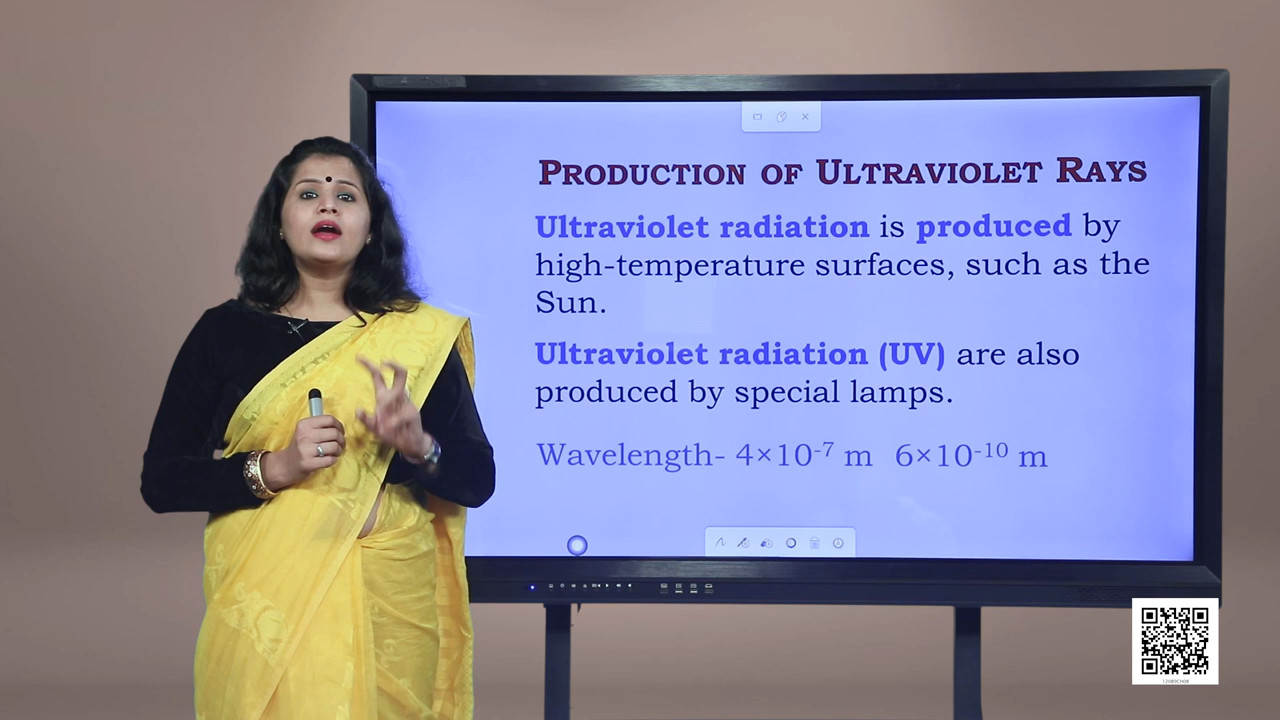 PRODUCTION OF ULTRAVIOLET RAYS
Ultraviolet radiation is produced by
high-temperature surfaces, such as the
Sun.
Ultraviolet radiation (UV) are also
produced by special lamps.
Wavelength- 4×10⁻⁷ m 6×10⁻¹⁰ m